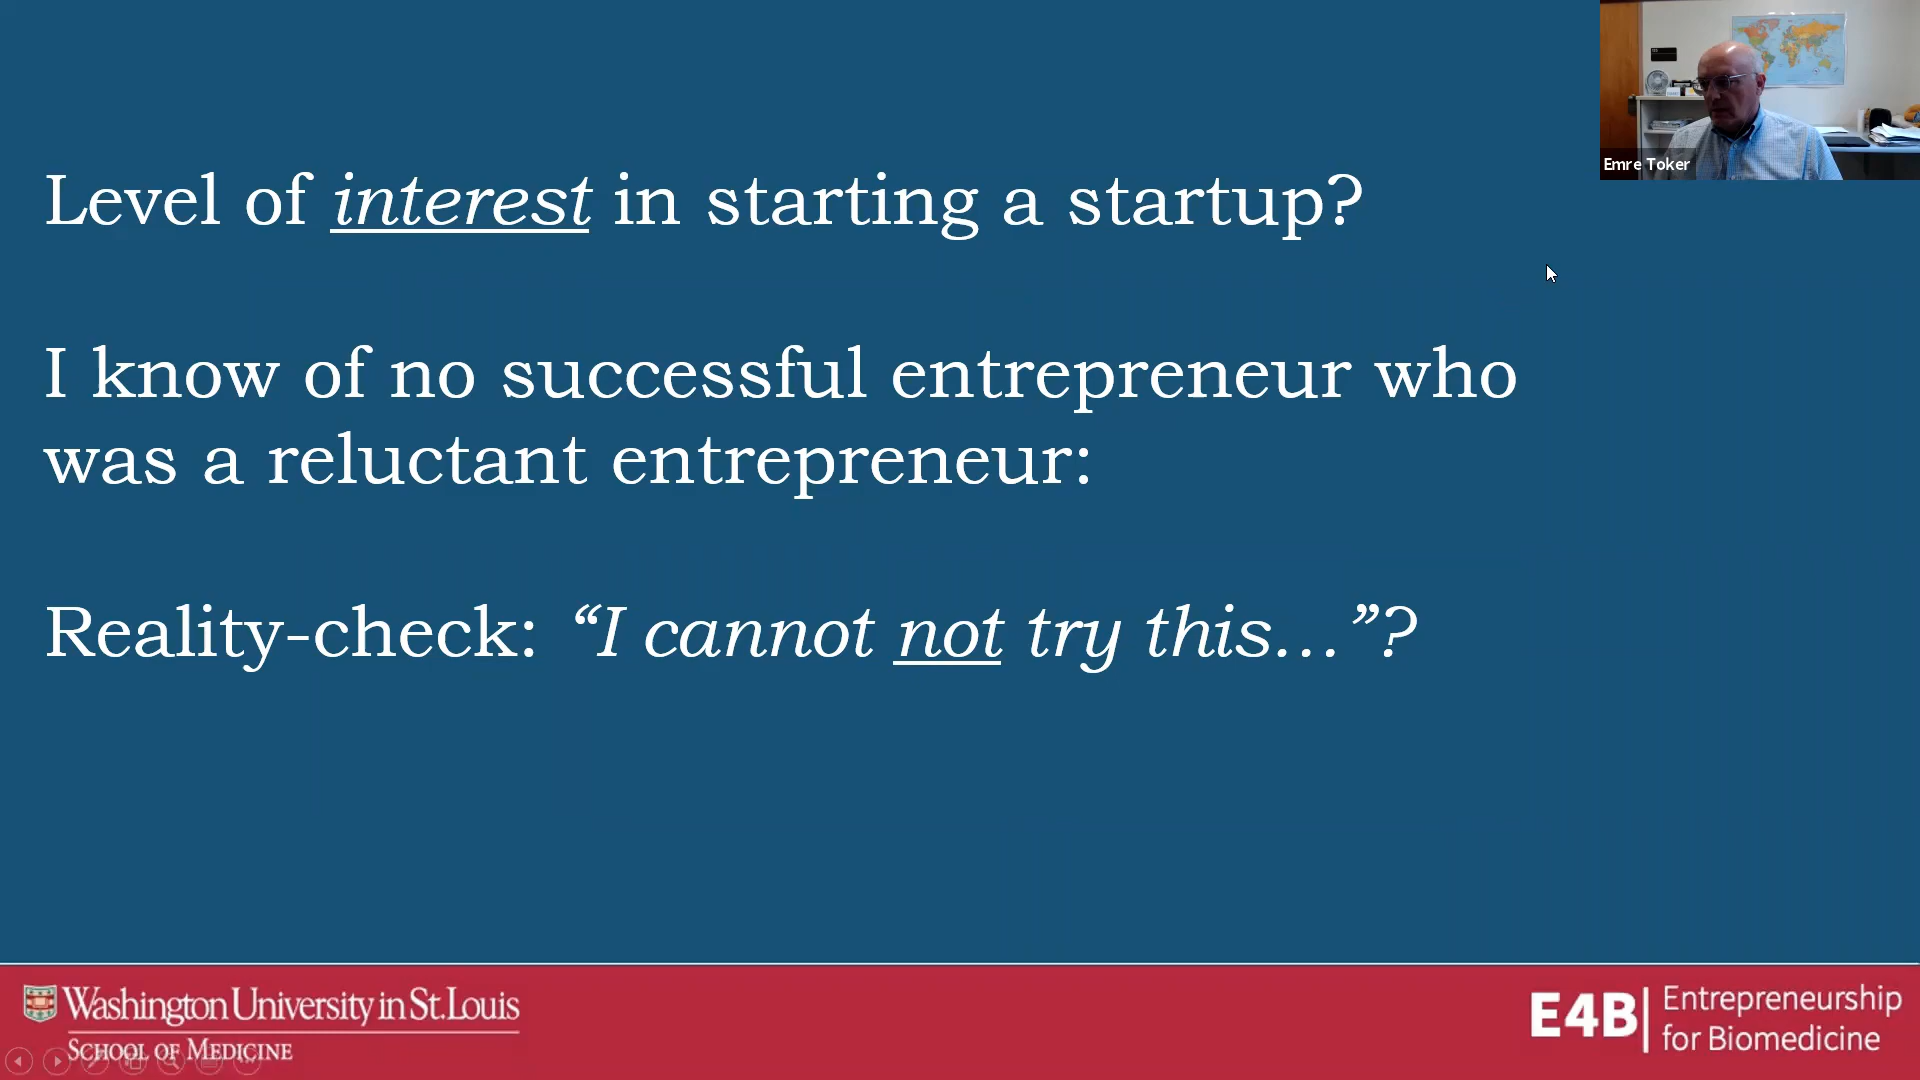 Emre Toker
Level of interest in starting a startup?
I know of no successful entrepreneur who
was a reluctant entrepreneur:
Reality-check: “I cannot not try this...”?
Washington University in St. Louis
SCHOOL OF MEDICINE
E4B
Entrepreneurship
for Biomedicine